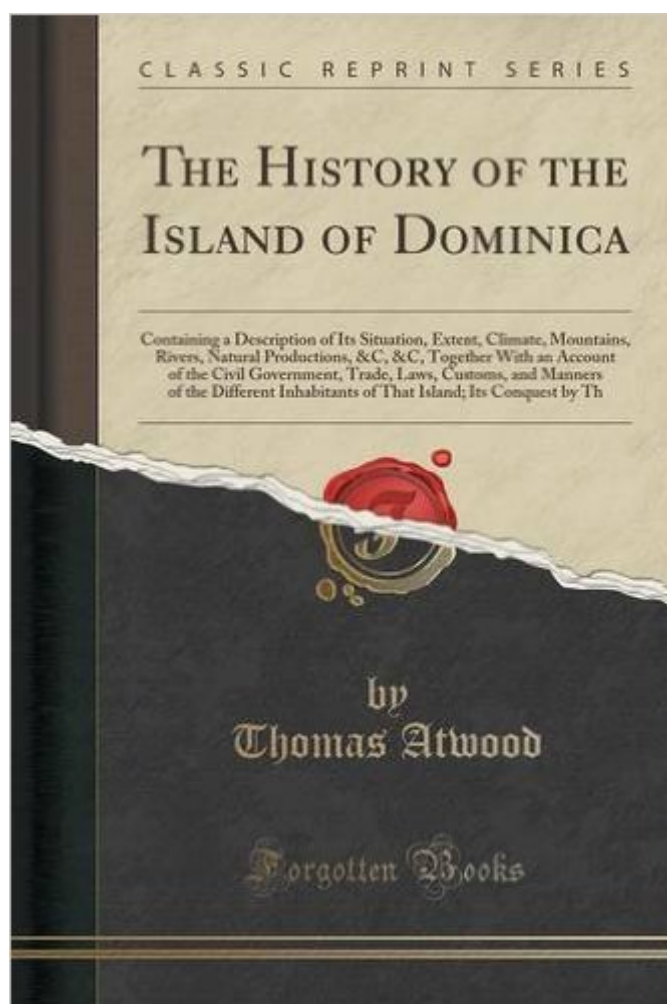 CLASSIC REPRINT SERIES
THE HISTORY OF THE
ISLAND OF DOMINICA
Containing a Description of Its Situation, Extent, Climate, Mountains,
Rivers, Natural Productions, &C, &C, Together With an Account
of the Civil Government, Trade, Laws, Customs, and Manners
of the Different Inhabitants of That Island; Its Conquest by Th
F
by
Thomas Atwood
Forgotten Books